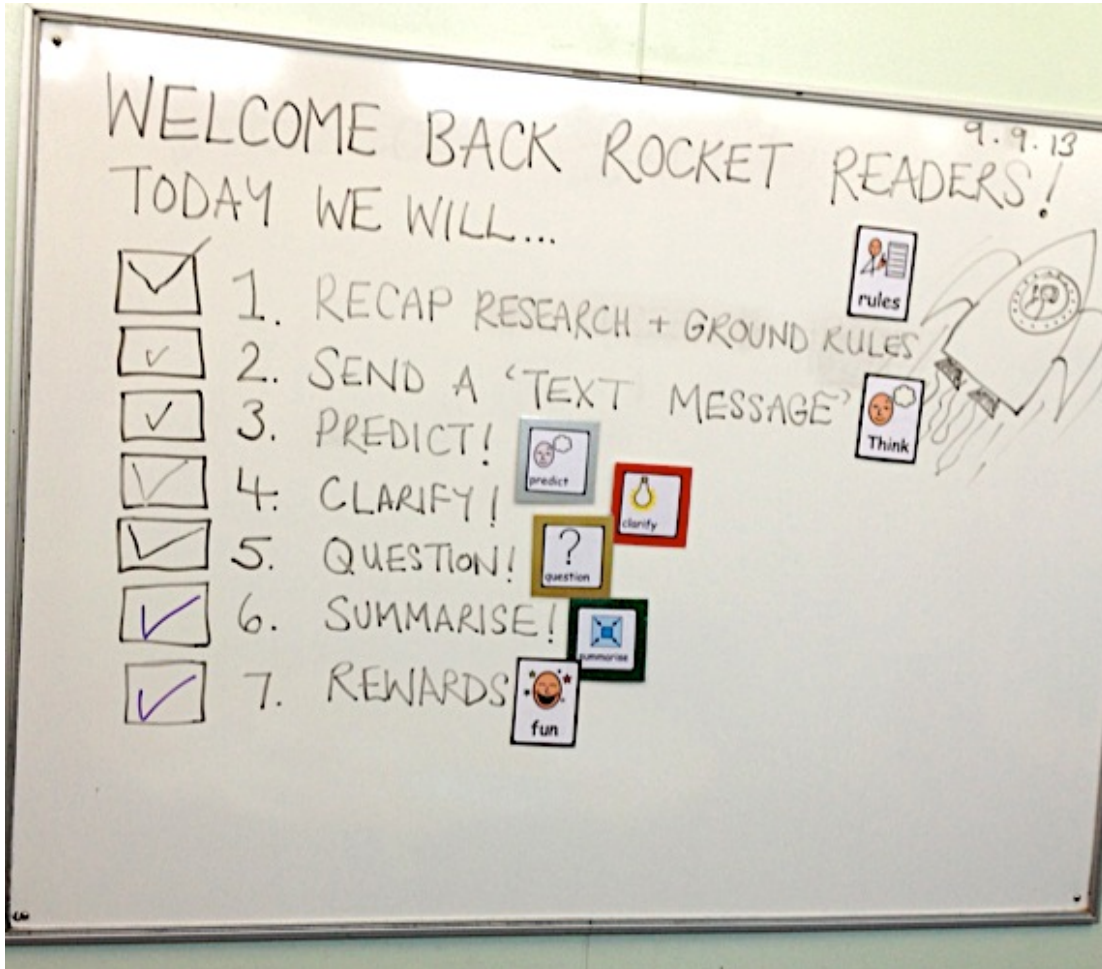 9.9.13
WELCOME BACK ROCKET READERS!
TODAY WE WILL...
1. RECAP RESEARCH + GROUND RULES
rules
2. SEND A 'TEXT MESSAGE'
Think
3. PREDICT!
predict
4. CLARIFY!
clarify
5. QUESTION!
?
question
6. SUMMARISE!
summarise
7. REWARDS
fun